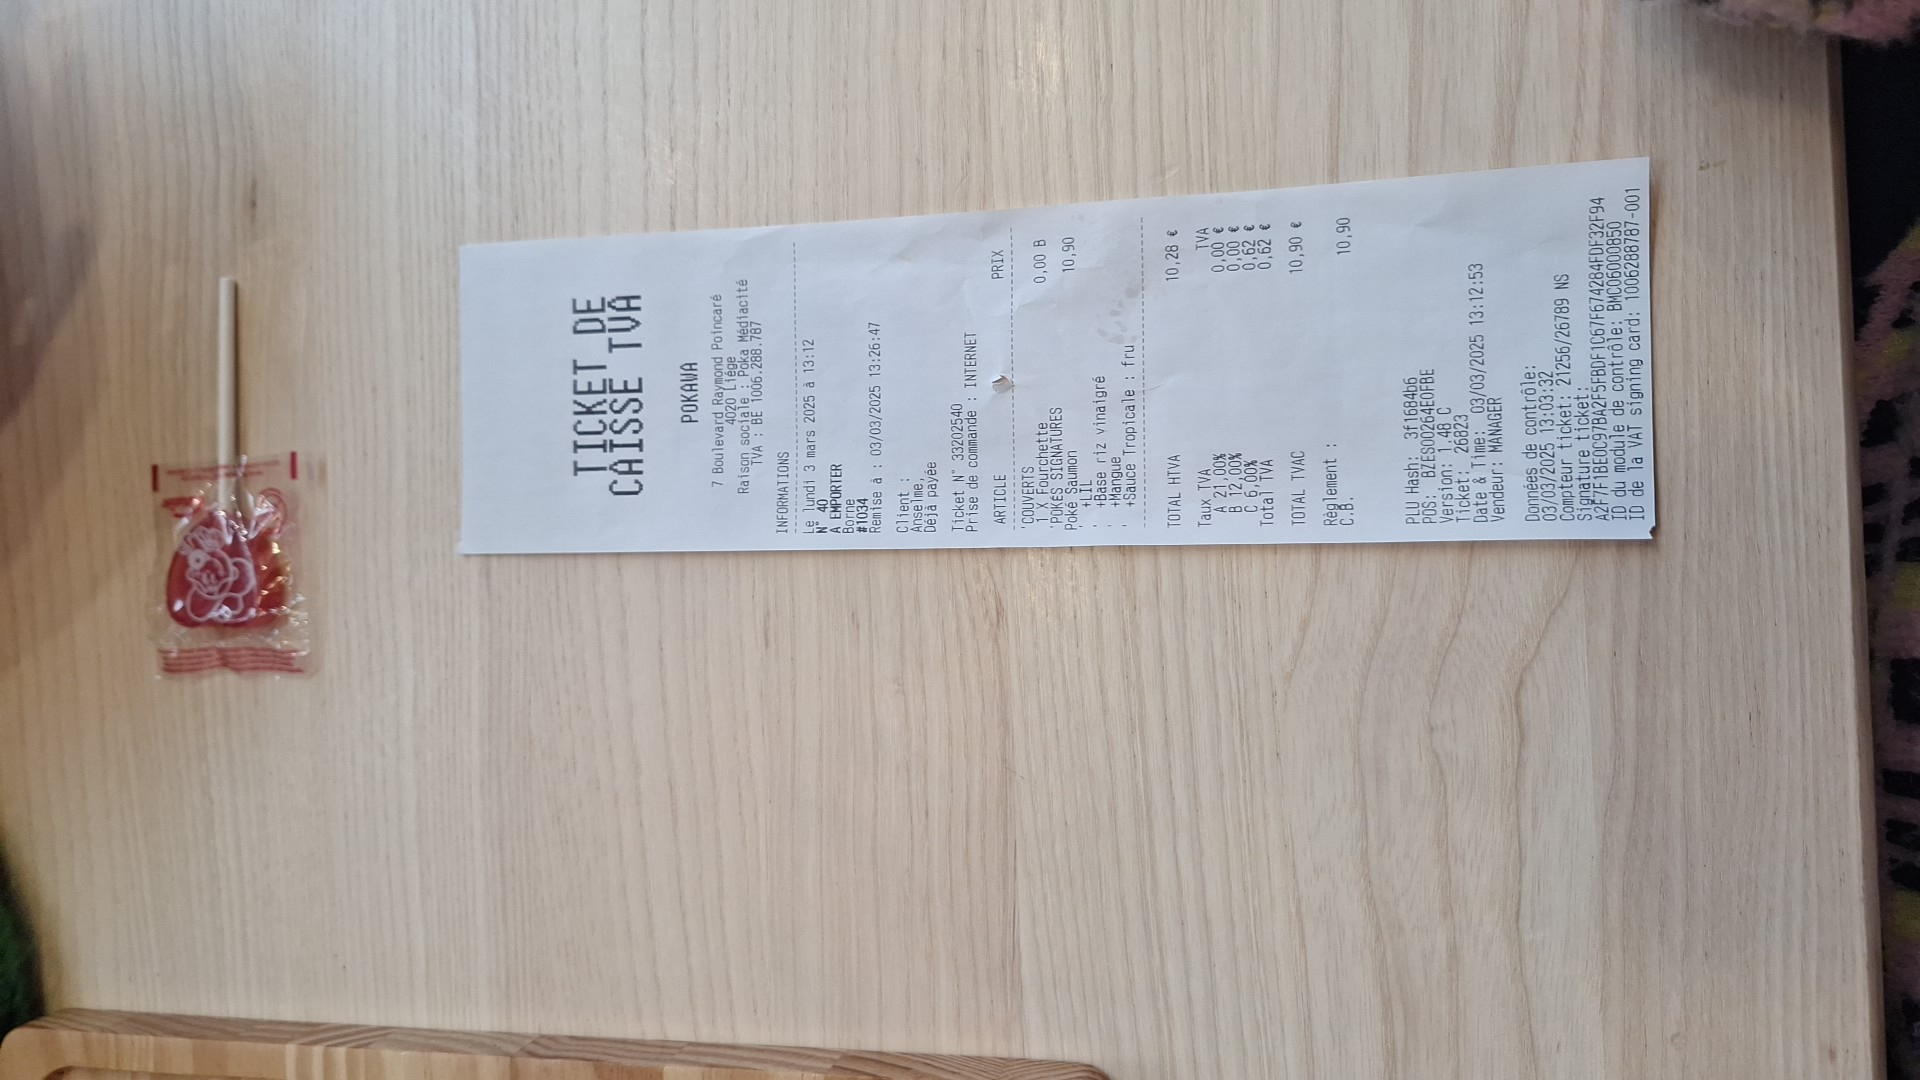 TICKET DE
CAISSE TVA
POKAWA
7 Boulevard Raymond Poincaré
4020 Liège
Raison sociale : Poka Médiacité
TVA : BE 1006.288.787
INFORMATIONS
Le lundi 3 mars 2025 à 13:12
N° 40
A EMPORTER
Borne
#1034
Remise à : 03/03/2025 13:26:47
Client :
Anselme,
Déjà payée
Ticket N° 33202540
Prise de commande : INTERNET
ARTICLE PRIX
'COUVERTS
1 X Fourchette 0,00 B
'POKÉS SIGNATURES
Poké Saumon 10,90
' +LIL
' +Base riz vinaigré
' +Mangue
' +Sauce Tropicale : fru
TOTAL HTVA 10,28 €
Taux TVA TVA
A 21,00% 0,00 €
B 12,00% 0,00 €
C 6,00% 0,62 €
Total TVA 0,62 €
TOTAL TVAC 10,90 €
Règlement :
C.B. 10,90
PLU Hash: 3f1684b6
POS: BZES00264E0FBE
Version: 1.48 C
Ticket: 26823
Date & Time: 03/03/2025 13:12:53
Vendeur: MANAGER
Données de contrôle:
03/03/2025 13:03:32
Compteur ticket: 21256/26789 NS
Signature ticket:
A2F7F1BE0C97BA2F5FBDF1C67F674284FDF32F94
ID du module de contrôle: BMC06000850
ID de la VAT signing card: 1006288787-001